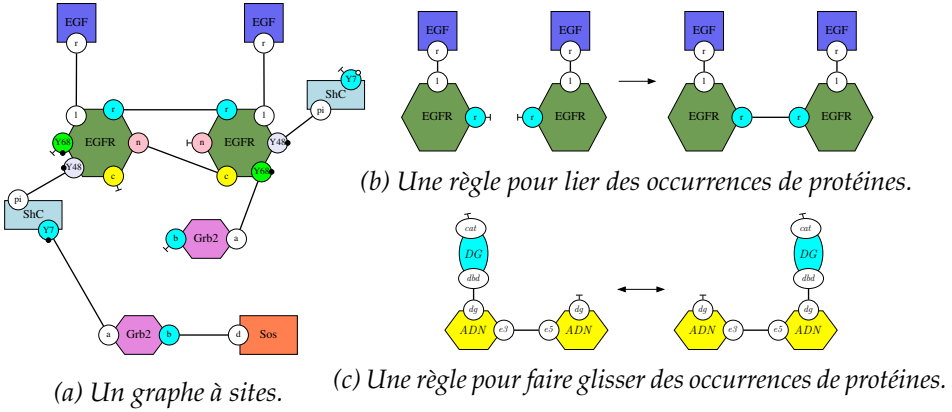 EGF
EGF
r
r
l
r
r
l
Y68
EGFR
n
n
EGFR
Y48
Y48
c
c
Y68
pi
ShC
Y7
pi
ShC
Y7
b
Grb2
a
a
Grb2
b
d
Sos
(a) Un graphe à sites.
EGF
EGF
EGF
EGF
r
r
r
r
l
l
l
l
EGFR
r
r
EGFR
EGFR
r
r
EGFR
(b) Une règle pour lier des occurrences de protéines.
cat
cat
DG
DG
dbd
dbd
dg
dg
dg
dg
ADN
e3
e5
ADN
ADN
e3
e5
ADN
(c) Une règle pour faire glisser des occurrences de protéines.